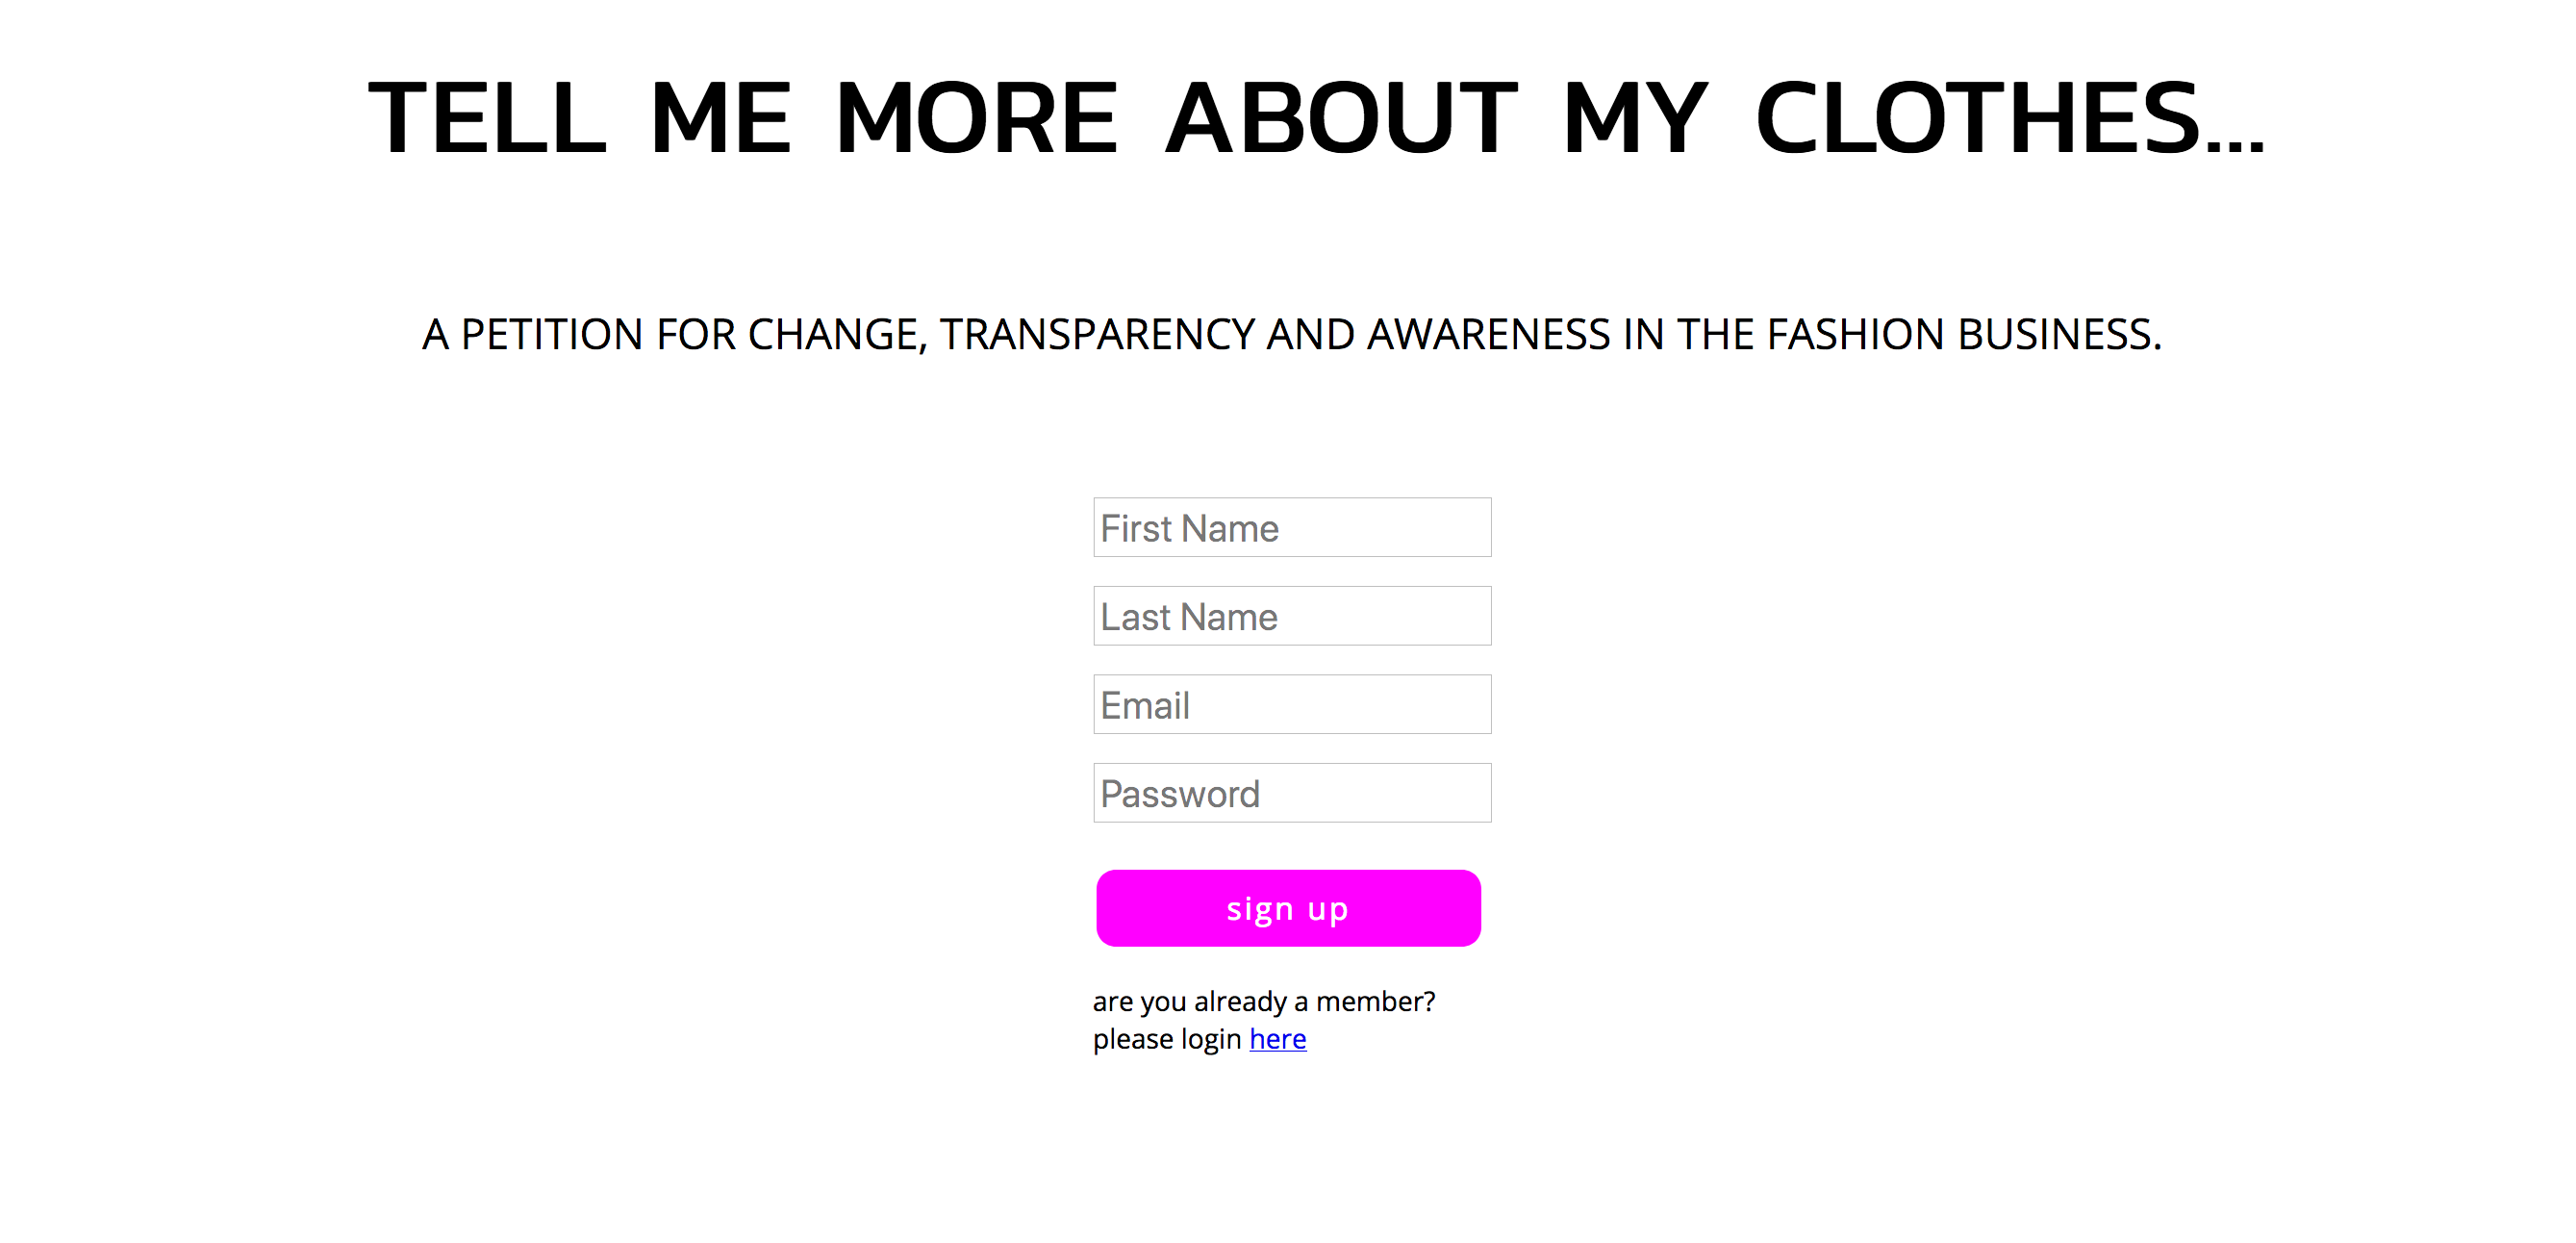 TELL ME MORE ABOUT MY CLOTHES...
A PETITION FOR CHANGE, TRANSPARENCY AND AWARENESS IN THE FASHION BUSINESS.
First Name
Last Name
Email
Password
sign up
are you already a member?
please login here